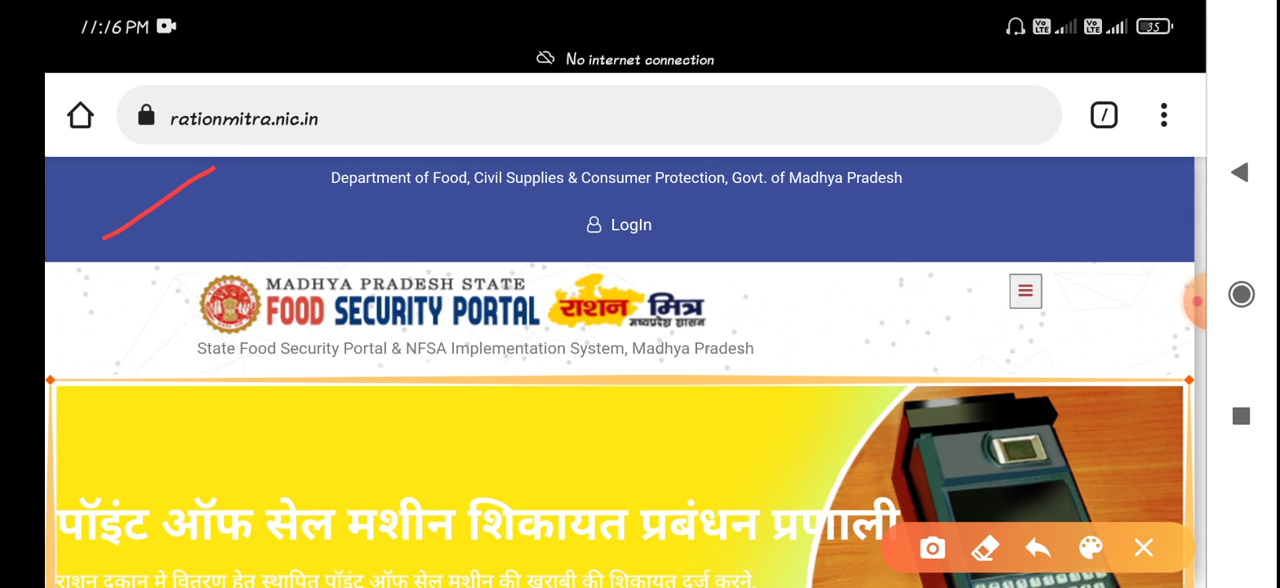 11:16 PM
35
No internet connection
rationmitra.nic.in
Department of Food, Civil Supplies & Consumer Protection, Govt. of Madhya Pradesh
LogIn
MADHYA PRADESH STATE
FOOD SECURITY PORTAL
राशन मित्र
मध्यप्रदेश शासन
State Food Security Portal & NFSA Implementation System, Madhya Pradesh
पॉइंट ऑफ सेल मशीन शिकायत प्रबंधन प्रणाली
राशन दुकान मे वितरण हेतु स्थापित पॉइंट ऑफ सेल मशीन की खराबी की शिकायत दर्ज करने,